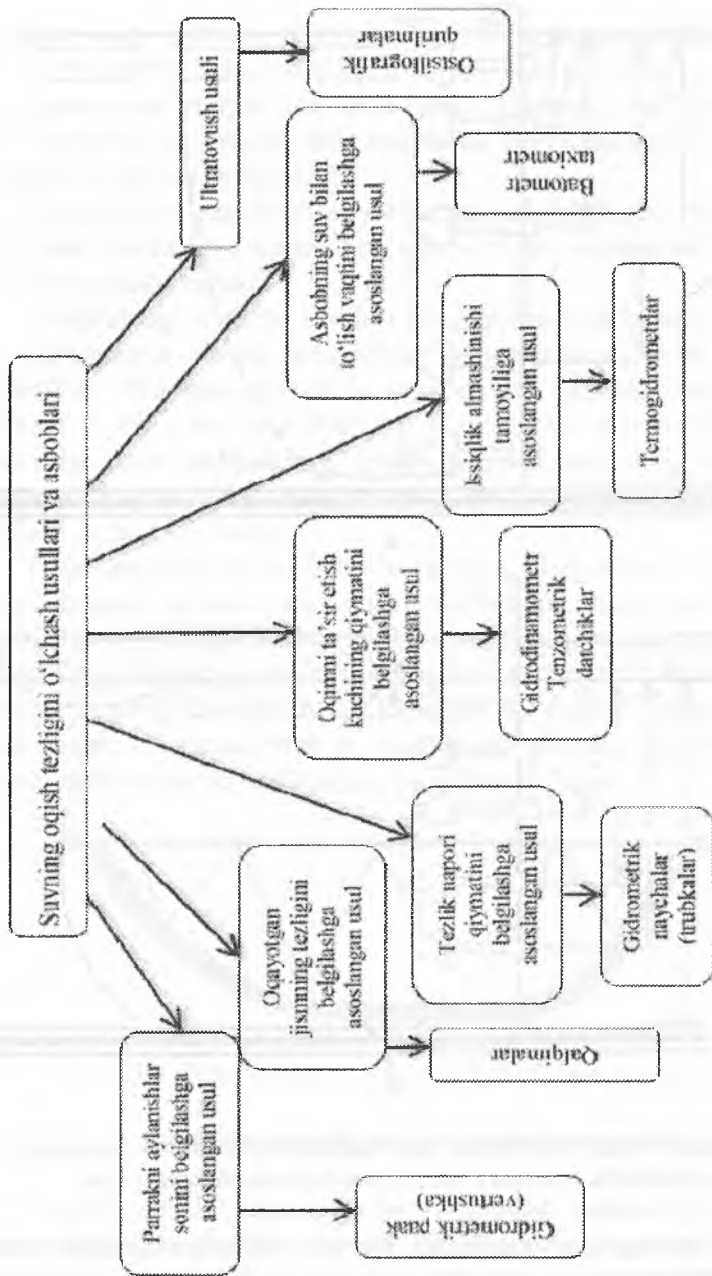 Suvning oqish tezligini o'lchash usullari va asboblari
Parrakni aylanishlar
sonini belgilashga
asoslangan usul
Gidrometrik parrak
(vertushka)
Oqayotgan
jismning tezligini
belgilashga
asoslangan usul
Qalqimalar
Tezlik napori
qiymatini
belgilashga
asoslangan usul
Gidrometrik
naychalar
(trubkalar)
Oqimni ta'sir etish
kuchining qiymatini
belgilashga
asoslangan usul
Gidrodinamometr
Tenzometrik
datchiklar
Issiqlik almashinishi
tamoyiliga
asoslangan usul
Termogidrometrlar
Asbobning suv bilan
to'lish vaqtini belgilashga
asoslangan usul
Batometr
taxiometr
Ultratovush usuli
Ostsillografik
qurilmalar